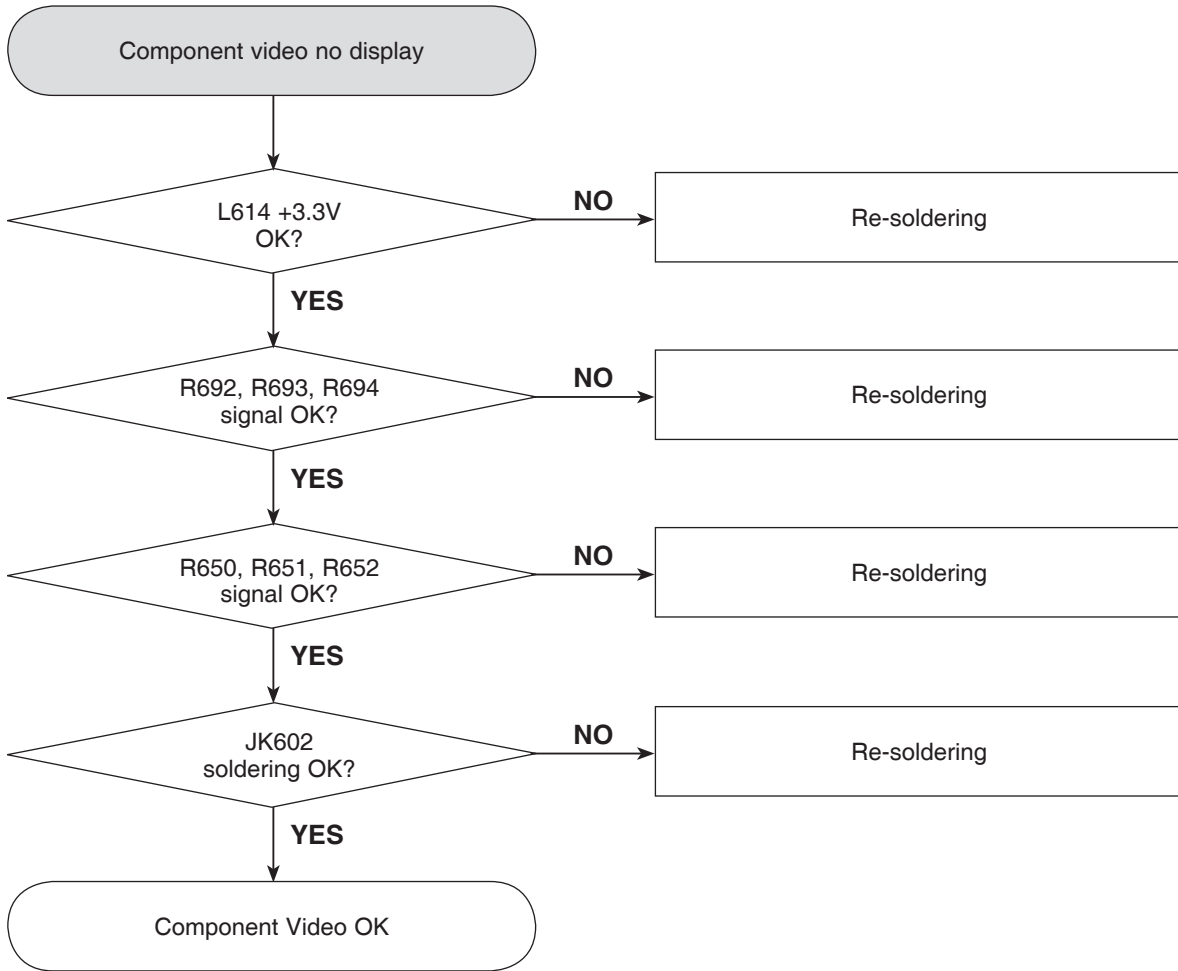 Component video no display
L614 +3.3V
OK?
NO
Re-soldering
YES
R692, R693, R694
signal OK?
NO
Re-soldering
YES
R650, R651, R652
signal OK?
NO
Re-soldering
YES
JK602
soldering OK?
NO
Re-soldering
YES
Component Video OK